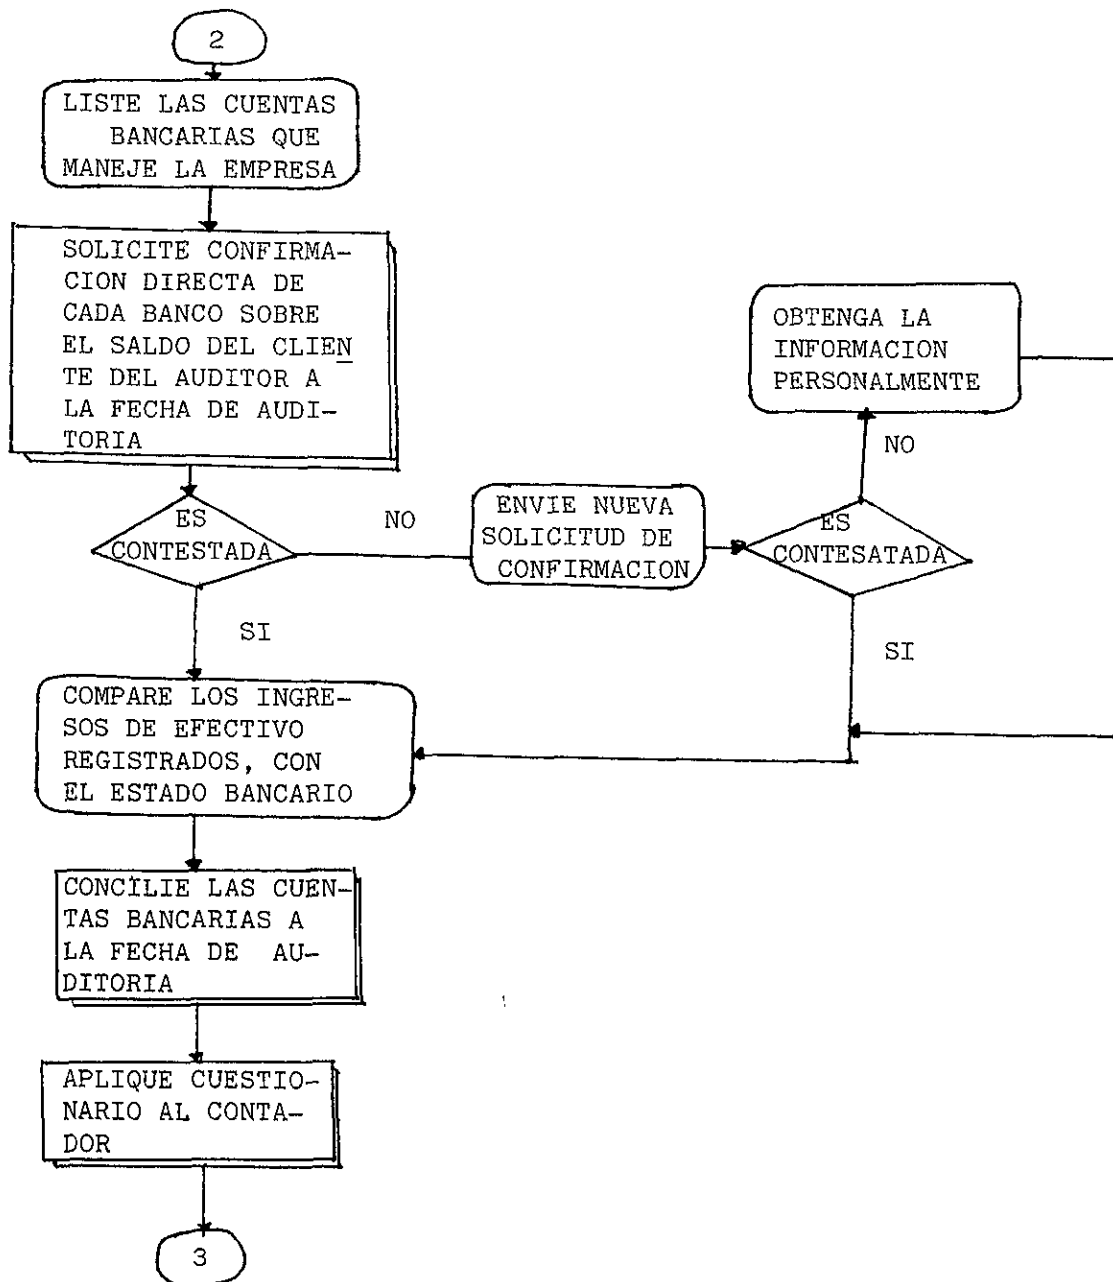 2
LISTE LAS CUENTAS
BANCARIAS QUE
MANEJE LA EMPRESA
SOLICITE CONFIRMA-
CION DIRECTA DE
CADA BANCO SOBRE
EL SALDO DEL CLIEN
TE DEL AUDITOR A
LA FECHA DE AUDI-
TORIA
ES
CONTESTADA
NO
ENVIE NUEVA
SOLICITUD DE
CONFIRMACION
ES
CONTESATADA
NO
OBTENGA LA
INFORMACION
PERSONALMENTE
SI
SI
COMPARE LOS INGRE-
SOS DE EFECTIVO
REGISTRADOS, CON
EL ESTADO BANCARIO
CONCILIE LAS CUEN-
TAS BANCARIAS A
LA FECHA DE AU-
DITORIA
APLIQUE CUESTIO-
NARIO AL CONTA-
DOR
3